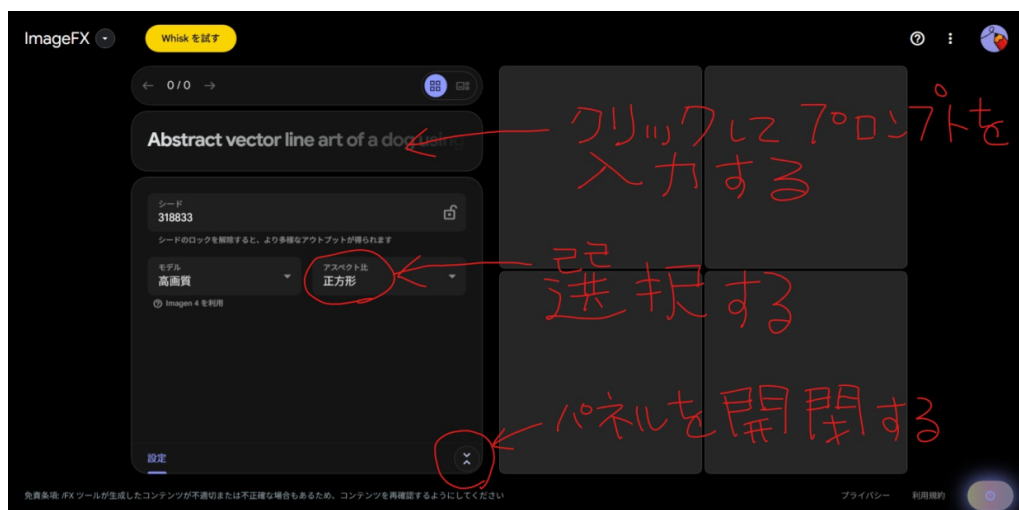 ImageFX
Whisk を試す
0/0
Abstract vector line art of a dog using
クリックしてプロンプトを
入力する
シード
318833
シードのロックを解除すると、より多様なアウトプットが得られます
モデル
高画質
アスペクト比
正方形
選択する
Imagen 4 を利用
パネルを開閉する
設定
免責事項: /FX ツールが生成したコンテンツが不適切または不正確な場合もあるため、コンテンツを再確認するようにしてください
プライバシー
利用規約